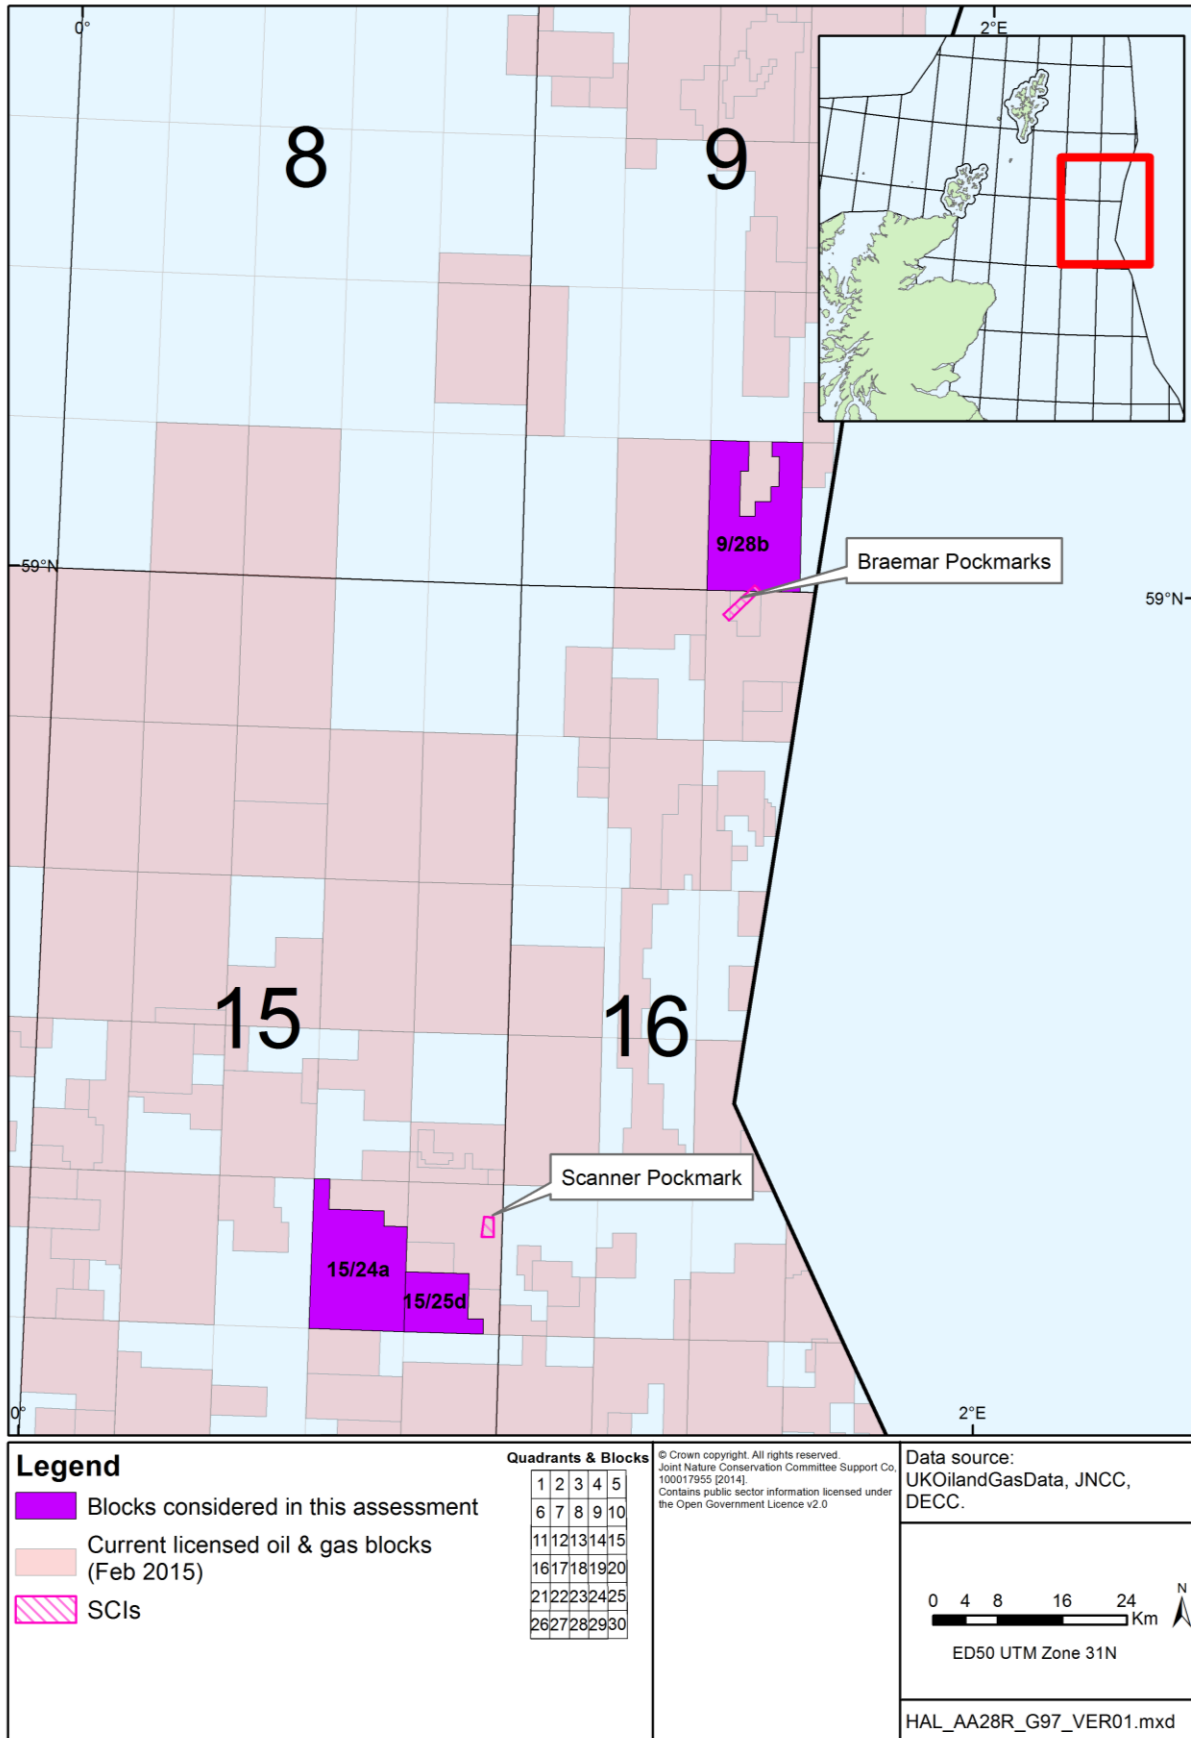 0°
2°E
8
9
9/28b
59°N
Braemar Pockmarks
59°N
15
16
Scanner Pockmark
15/24a
15/25d
0°
2°E
Legend
Blocks considered in this assessment
Current licensed oil & gas blocks
(Feb 2015)
SCIs
Quadrants & Blocks
1 2 3 4 5
6 7 8 9 10
11 12 13 14 15
16 17 18 19 20
21 22 23 24 25
26 27 28 29 30
© Crown copyright. All rights reserved.
Joint Nature Conservation Committee Support Co,
100017955 [2014].
Contains public sector information licensed under
the Open Government Licence v2.0
Data source:
UKOilandGasData, JNCC,
DECC.
0 4 8 16 24
Km
N
ED50 UTM Zone 31N
HAL_AA28R_G97_VER01.mxd